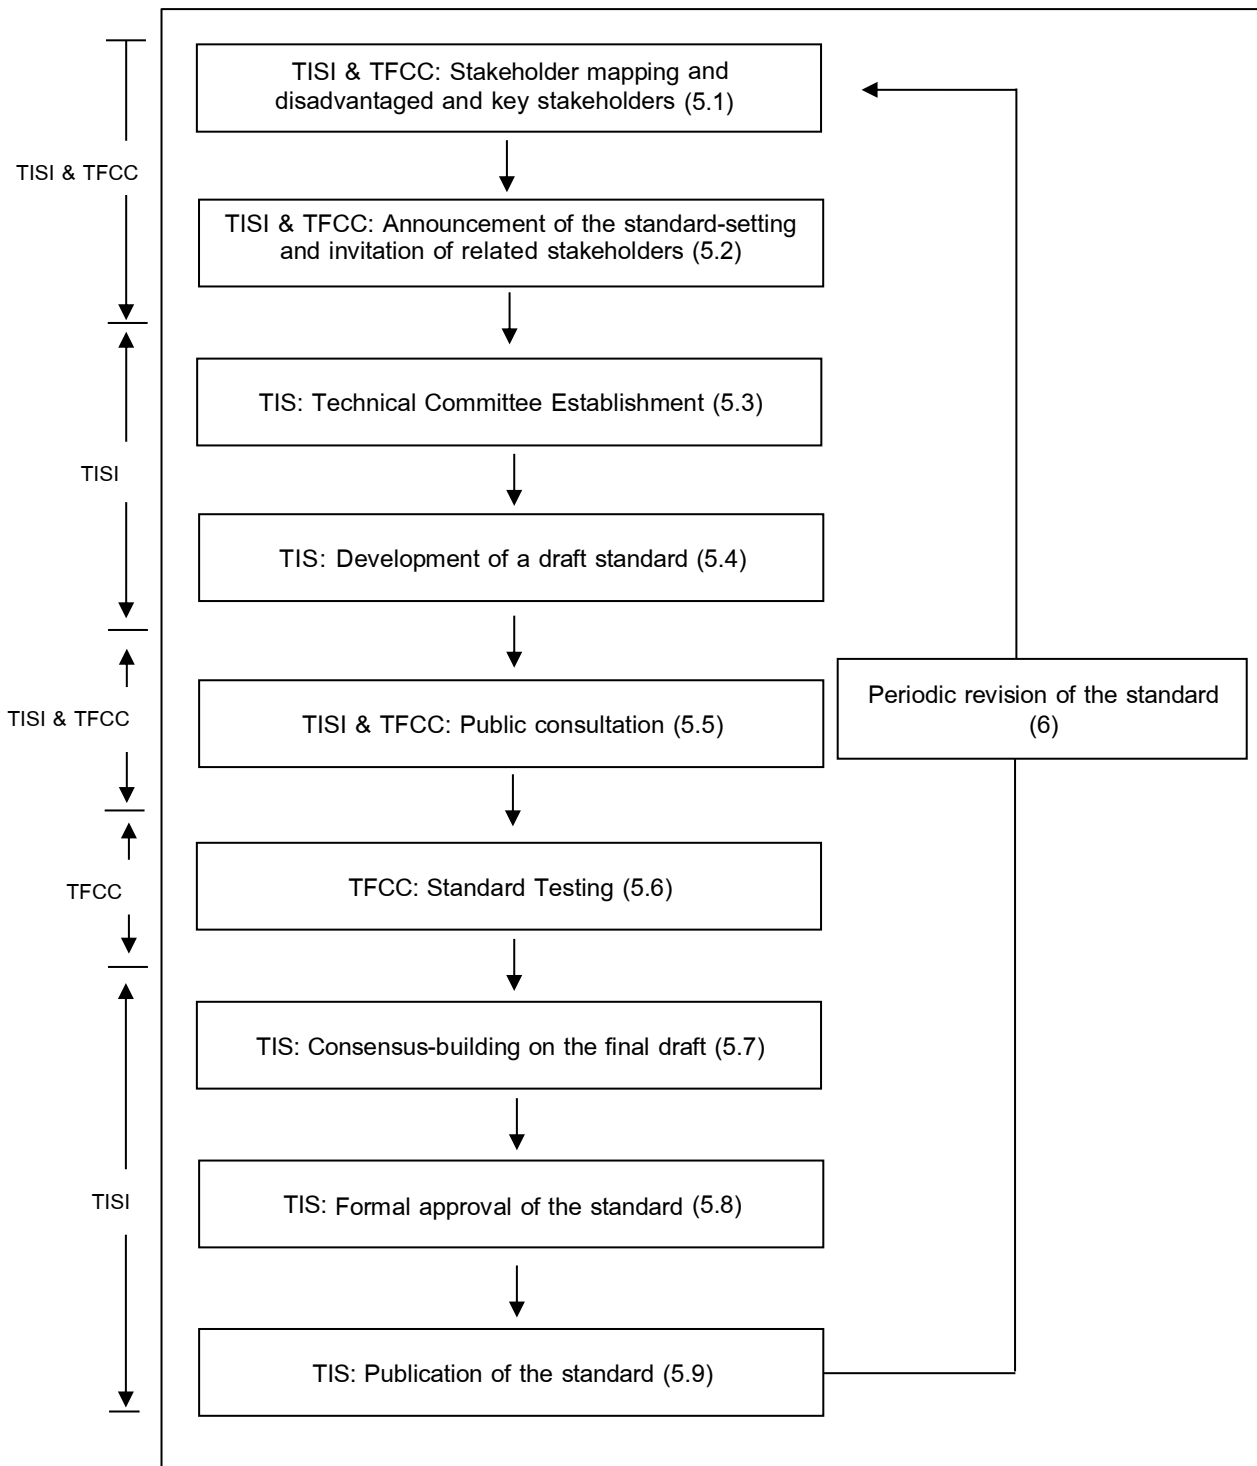 TISI & TFCC: Stakeholder mapping and
disadvantaged and key stakeholders (5.1)
TISI & TFCC
TISI & TFCC: Announcement of the standard-setting
and invitation of related stakeholders (5.2)
TIS: Technical Committee Establishment (5.3)
TISI
TIS: Development of a draft standard (5.4)
Periodic revision of the standard
(6)
TISI & TFCC
TISI & TFCC: Public consultation (5.5)
TFCC
TFCC: Standard Testing (5.6)
TIS: Consensus-building on the final draft (5.7)
TISI
TIS: Formal approval of the standard (5.8)
TIS: Publication of the standard (5.9)